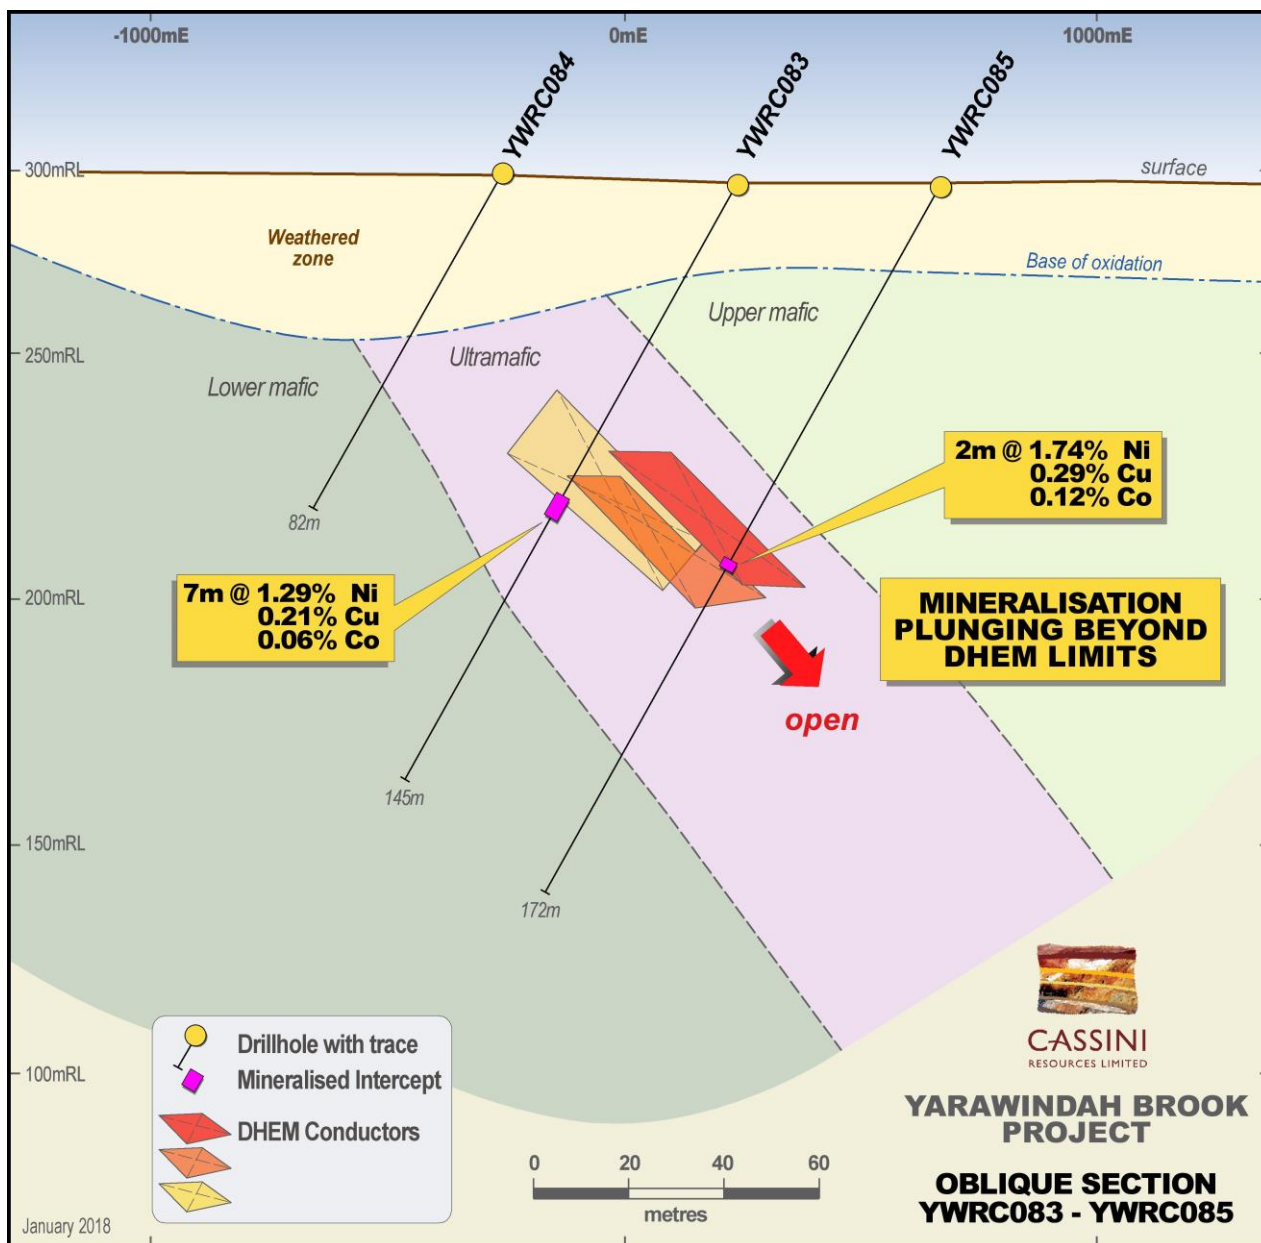 -1000mE
0mE
1000mE
YWRC084
YWRC083
YWRC085
300mRL
surface
Weathered
zone
Base of oxidation
Upper mafic
250mRL
Ultramafic
Lower mafic
2m @ 1.74% Ni
0.29% Cu
0.12% Co
82m
7m @ 1.29% Ni
0.21% Cu
0.06% Co
200mRL
MINERALISATION
PLUNGING BEYOND
DHEM LIMITS
open
145m
150mRL
172m
CASSINI
RESOURCES LIMITED
Drillhole with trace
Mineralised Intercept
DHEM Conductors
100mRL
YARAWINDAH BROOK
PROJECT
0 20 40 60
metres
OBLIQUE SECTION
YWRC083 - YWRC085
January 2018